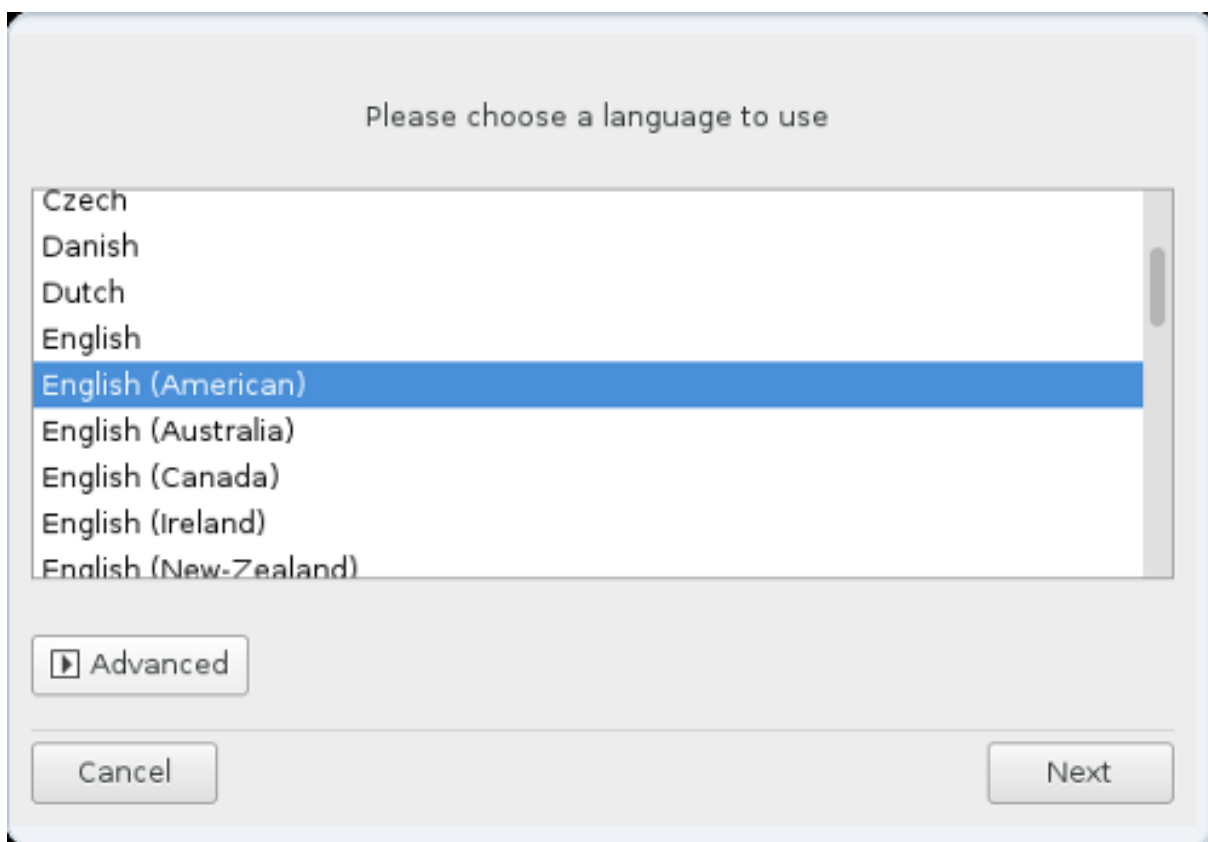 Please choose a language to use
Czech
Danish
Dutch
English
English (American)
English (Australia)
English (Canada)
English (Ireland)
English (New-Zealand)
Advanced
Cancel
Next